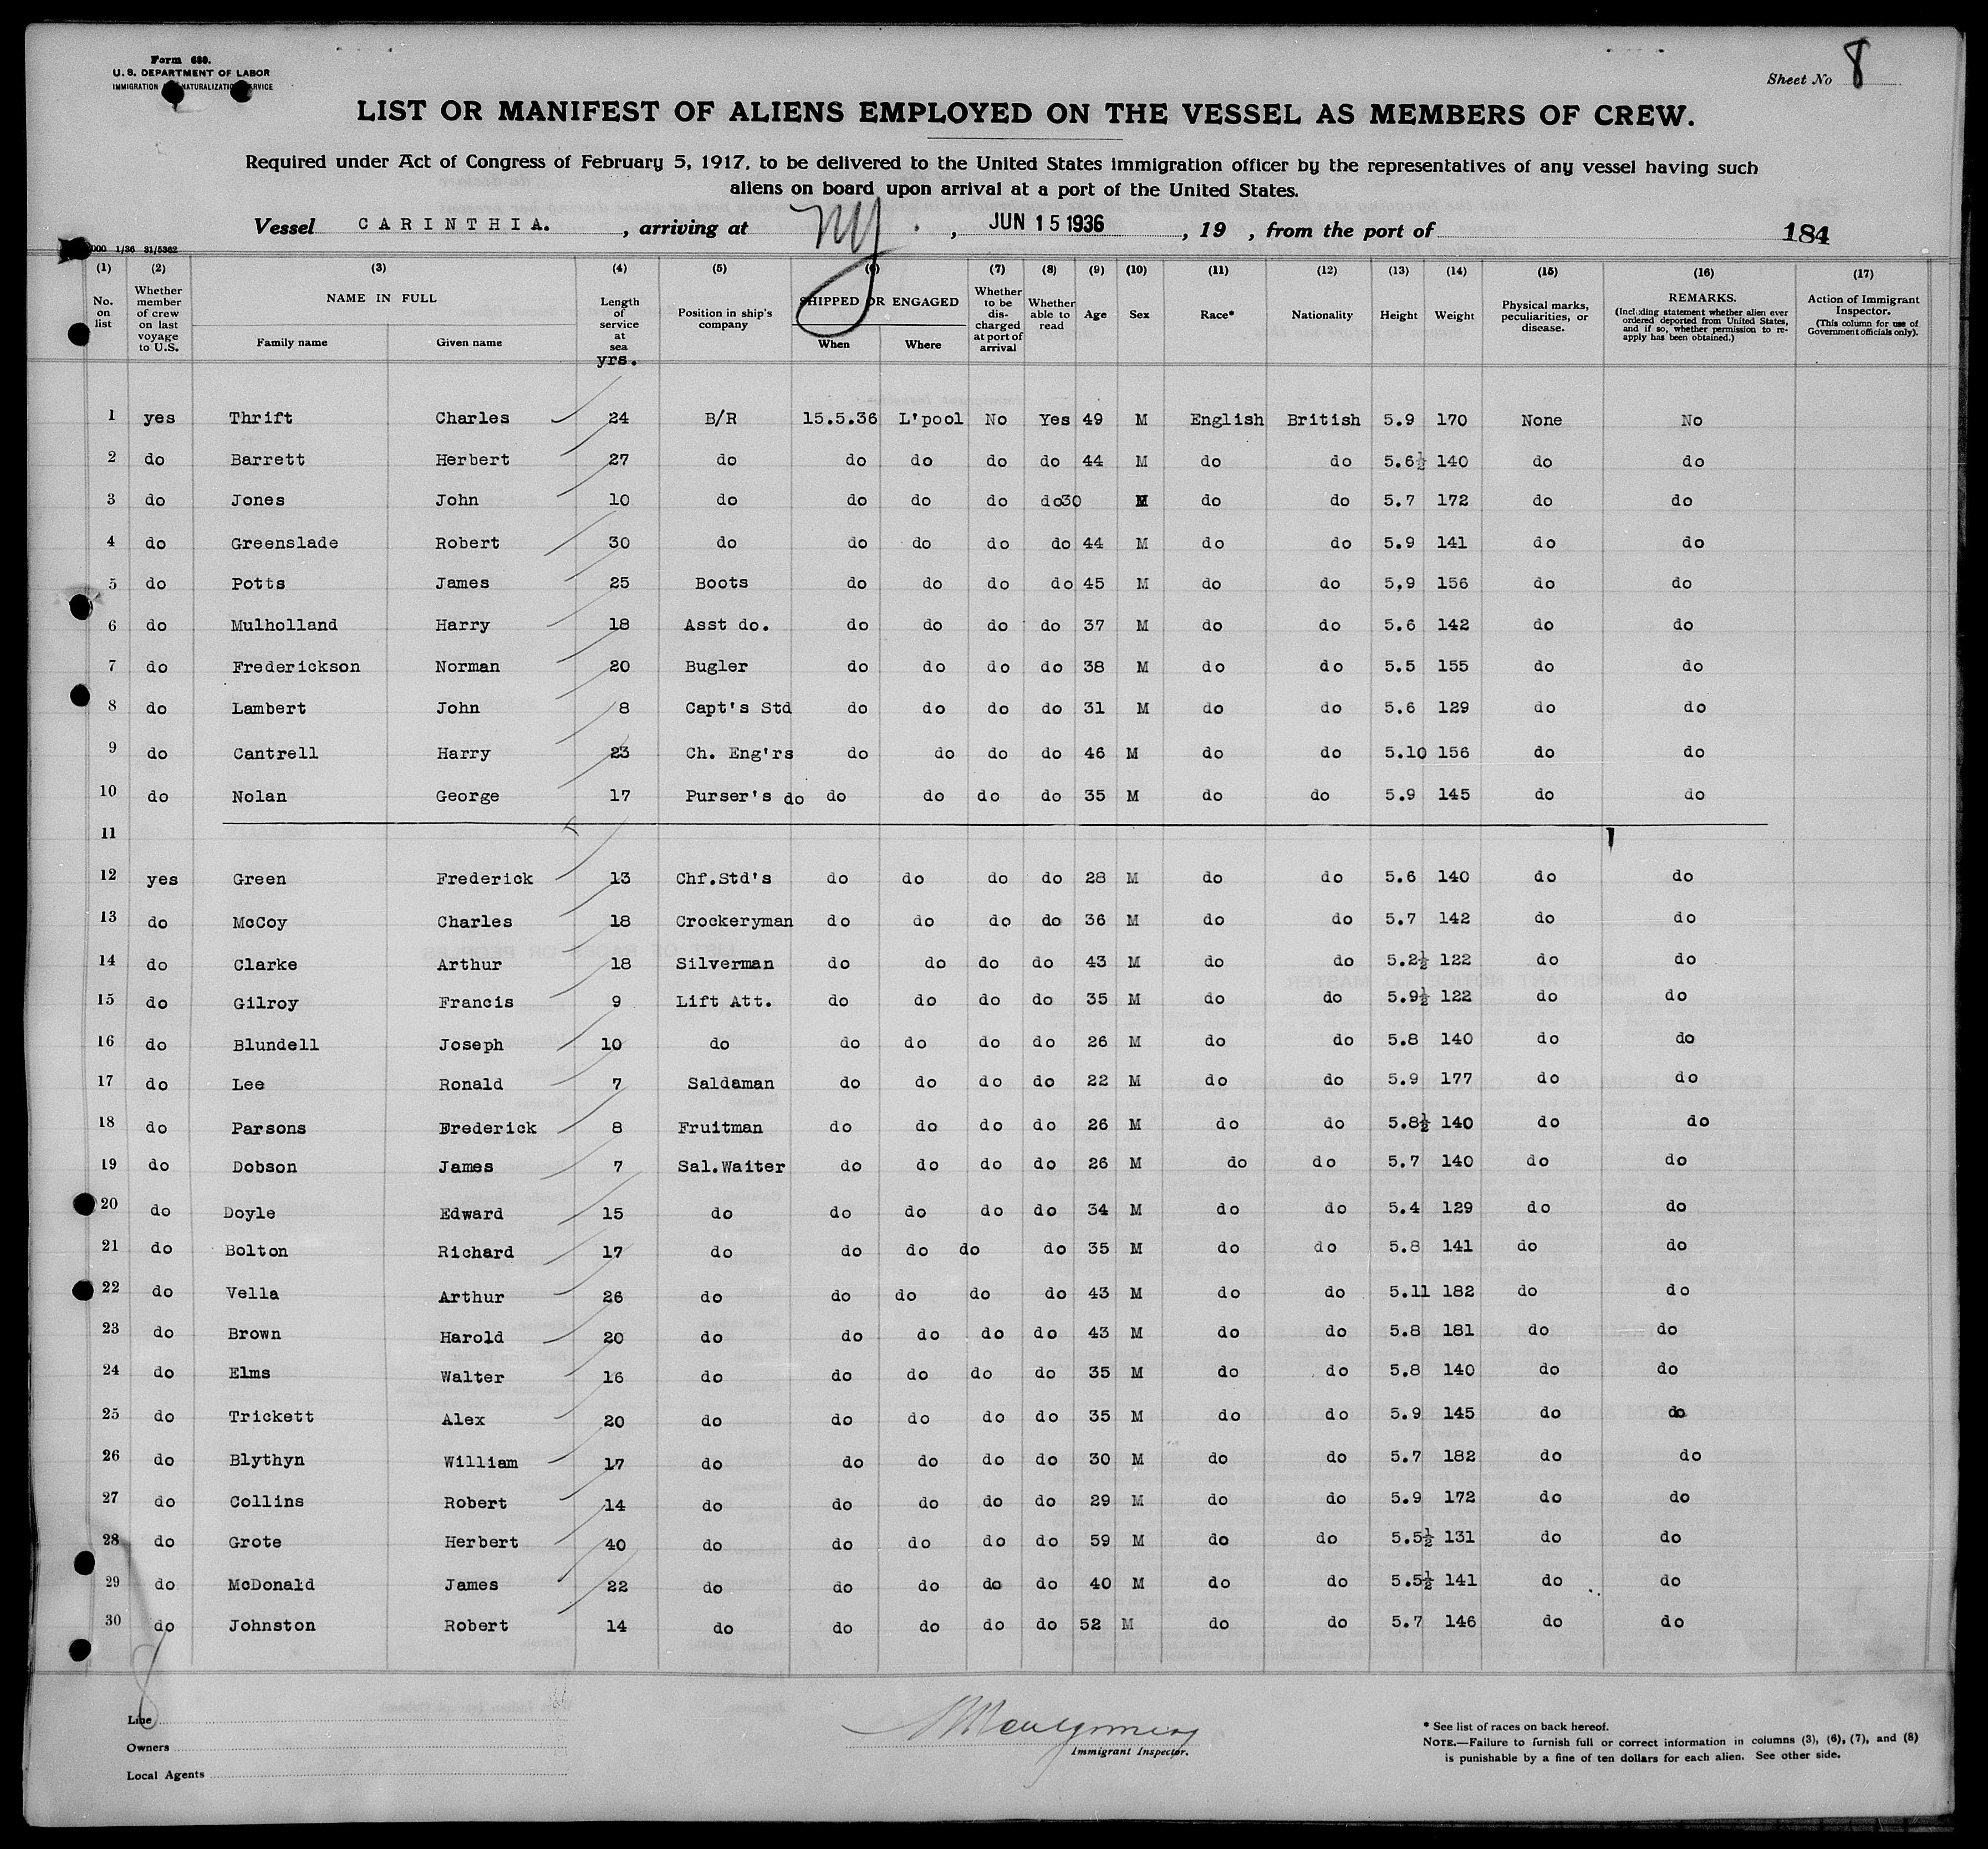 Form 680.
U. S. DEPARTMENT OF LABOR
IMMIGRATION NATURALIZATION SERVICE
Sheet No 8
LIST OR MANIFEST OF ALIENS EMPLOYED ON THE VESSEL AS MEMBERS OF CREW.
Required under Act of Congress of February 5, 1917, to be delivered to the United States immigration officer by the representatives of any vessel having such
aliens on board upon arrival at a port of the United States.
Vessel CARINTHIA. , arriving at NY. , JUN 15 1936 , 19 , from the port of 184
000 1/36 31/5362
(1) (2) (3) (4) (5) (6) (7) (8) (9) (10) (11) (12) (13) (14) (15) (16) (17)
No. on list
Whether member of crew on last voyage to U.S.
NAME IN FULL
Family name Given name
Length of service at sea
yrs.
Position in ship's company
SHIPPED OR ENGAGED
When Where
Whether to be discharged at port of arrival
Whether able to read
Age Sex Race* Nationality Height Weight
Physical marks, peculiarities, or disease.
REMARKS.
(Including statement whether alien ever ordered deported from United States, and if so, whether permission to reapply has been obtained.)
Action of Immigrant Inspector.
(This column for use of Government officials only).
1 yes Thrift Charles 24 B/R 15.5.36 L'pool No Yes 49 M English British 5.9 170 None No
2 do Barrett Herbert 27 do do do do do 44 M do do 5.6½ 140 do do
3 do Jones John 10 do do do do do 30 M do do 5.7 172 do do
4 do Greenslade Robert 30 do do do do do 44 M do do 5.9 141 do do
5 do Potts James 25 Boots do do do do 45 M do do 5.9 156 do do
6 do Mulholland Harry 18 Asst do. do do do do 37 M do do 5.6 142 do do
7 do Frederickson Norman 20 Bugler do do do do 38 M do do 5.5 155 do do
8 do Lambert John 8 Capt's Std do do do do 31 M do do 5.6 129 do do
9 do Cantrell Harry 23 Ch. Eng'rs do do do do 46 M do do 5.10 156 do do
10 do Nolan George 17 Purser's do do do do do 35 M do do 5.9 145 do do
11
12 yes Green Frederick 13 Chf.Std's do do do do 28 M do do 5.6 140 do do
13 do McCoy Charles 18 Crockeryman do do do do 36 M do do 5.7 142 do do
14 do Clarke Arthur 18 Silverman do do do do 43 M do do 5.2½ 122 do do
15 do Gilroy Francis 9 Lift Att. do do do do 35 M do do 5.9½ 122 do do
16 do Blundell Joseph 10 do do do do do 26 M do do 5.8 140 do do
17 do Lee Ronald 7 Saldaman do do do do 22 M do do 5.9 177 do do
18 do Parsons Frederick 8 Fruitman do do do do 26 M do do 5.8½ 140 do do
19 do Dobson James 7 Sal.Waiter do do do do 26 M do do 5.7 140 do do
20 do Doyle Edward 15 do do do do do 34 M do do 5.4 129 do do
21 do Bolton Richard 17 do do do do do 35 M do do 5.8 141 do do
22 do Vella Arthur 26 do do do do do 43 M do do 5.11 182 do do
23 do Brown Harold 20 do do do do do 43 M do do 5.8 181 do do
24 do Elms Walter 16 do do do do do 35 M do do 5.8 140 do do
25 do Trickett Alex 20 do do do do do 35 M do do 5.9 145 do do
26 do Blythyn William 17 do do do do do 30 M do do 5.7 182 do do
27 do Collins Robert 14 do do do do do 29 M do do 5.9 172 do do
28 do Grote Herbert 40 do do do do do 59 M do do 5.5½ 131 do do
29 do McDonald James 22 do do do do do 40 M do do 5.5½ 141 do do
30 do Johnston Robert 14 do do do do do 52 M do do 5.7 146 do do
8
Line
Owners
Local Agents
Montgomery
Immigrant Inspector.
* See list of races on back hereof.
NOTE.—Failure to furnish full or correct information in columns (3), (6), (7), and (8)
is punishable by a fine of ten dollars for each alien. See other side.